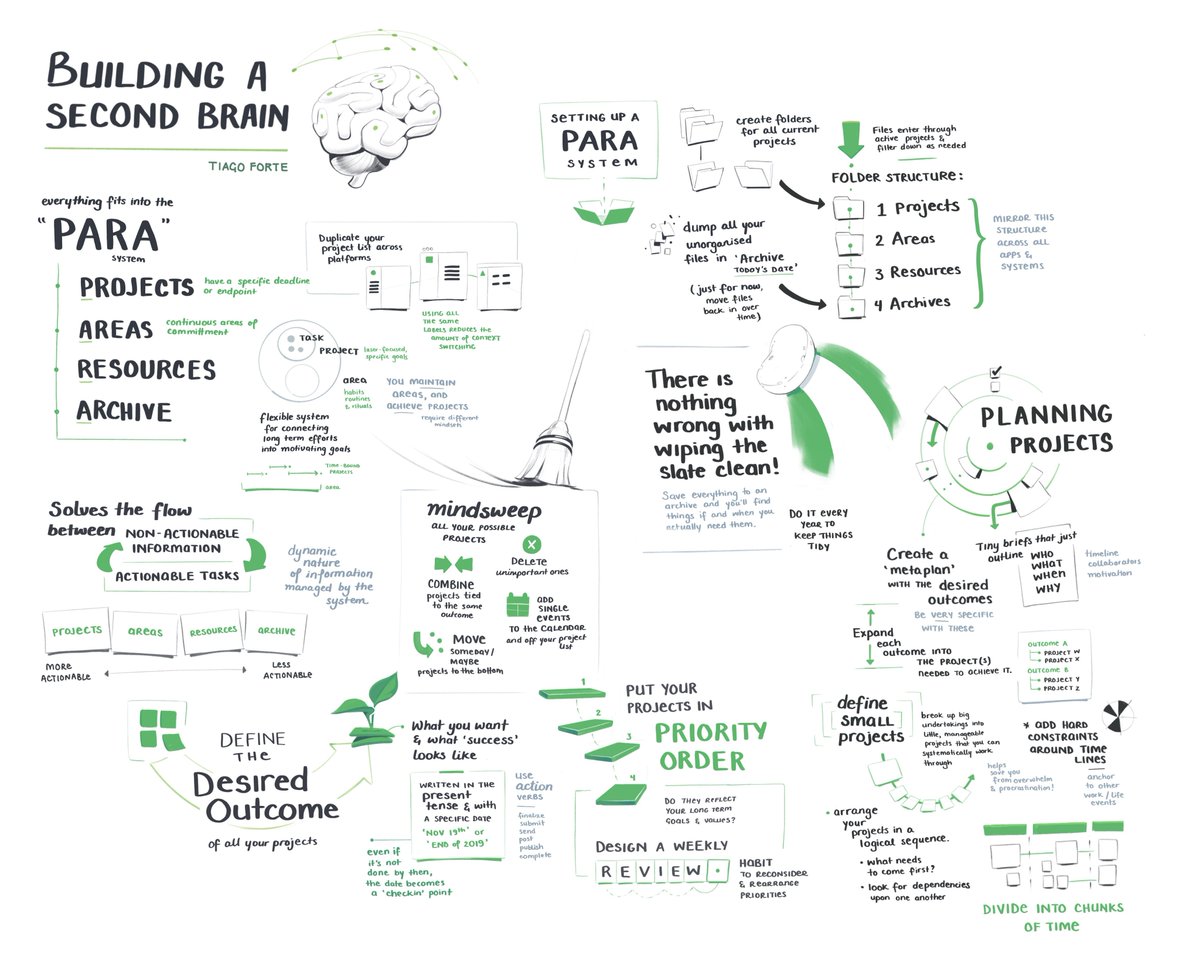 BUILDING A
SECOND BRAIN
TIAGO FORTE
everything fits into the
"PARA"
SYSTEM
PROJECTS
have a specific deadline
or endpoint
AREAS
continuous areas of
committment
RESOURCES
ARCHIVE
Duplicate your
project list across
platforms
USING ALL
THE SAME
LABELS REDUCES THE
AMOUNT OF CONTEXT
SWITCHING
TASK
PROJECT
laser-focused,
specific goals
area
habits
routines
& rituals
YOU MAINTAIN
AREAS, AND
ACHIEVE PROJECTS
require different
mindsets
flexible system
for connecting
long term efforts
into motivating goals
TIME-BOUND
PROJECTS
area
Solves the flow
between
NON-ACTIONABLE
INFORMATION
ACTIONABLE TASKS
dynamic
nature
of information
managed by the
system.
PROJECTS
AREAS
RESOURCES
ARCHIVE
MORE
ACTIONABLE
LESS
ACTIONABLE
mindsweep
ALL YOUR POSSIBLE
PROJECTS
COMBINE
projects tied
to the same
outcome
DELETE
unimportant ones
ADD
SINGLE
EVENTS
TO THE CALENDAR
and off your project
list
MOVE
someday/
maybe
projects to the bottom
DEFINE
THE
Desired
Outcome
of all your projects
What you want
& what 'success'
looks like
WRITTEN IN THE
present
tense & with
A SPECIFIC DATE
'NOV 19th' or
'END OF 2019'
use
action
VERBS
finalize
submit
send
post
publish
complete
even if
it's not
done by then,
the date becomes
a 'checkin' point
SETTING UP A
PARA
SYSTEM
create folders
for all current
projects
Files enter through
active projects &
filter down as needed
FOLDER STRUCTURE:
1 Projects
2 Areas
3 Resources
4 Archives
MIRROR THIS
STRUCTURE
ACROSS ALL
APPS &
SYSTEMS
dump all your
unorganised
files in 'Archive
TODAY'S DATE'
(just for now,
move files
back in over
time)
There is
nothing
wrong with
wiping the
slate clean!
Save everything to an
archive and you'll find
things if and when you
actually need them.
DO IT EVERY
YEAR TO
KEEP THINGS
TIDY
1
2
3
4
PUT YOUR
PROJECTS IN
PRIORITY
ORDER
DO THEY REFLECT
YOUR LONG TERM
GOALS & VALUES?
DESIGN A WEEKLY
REVIEW
HABIT
TO RECONSIDER
& REARRANGE
PRIORITIES
PLANNING
PROJECTS
Create a
'metaplan'
WITH THE desired
outcomes
BE VERY SPECIFIC
WITH THESE
Tiny briefs that just
outline
WHO
WHAT
WHEN
WHY
timeline
collaborators
motivation
Expand
each
outcome INTO
THE PROJECT(S)
NEEDED TO ACHIEVE IT.
OUTCOME A
PROJECT W
PROJECT X
OUTCOME B
PROJECT Y
PROJECT Z
define
small
projects
break up big
undertakings into
little, manageable
projects that you can
systematically work
through
* ADD HARD
CONSTRAINTS
AROUND TIME
LINES
helps
save you
from overwhelm
& procrastination!
anchor
to other
work / life
events
• arrange
your
projects in a
logical sequence.
• what needs
to come first?
• look for dependencies
upon one another
DIVIDE INTO CHUNKS
OF TIME